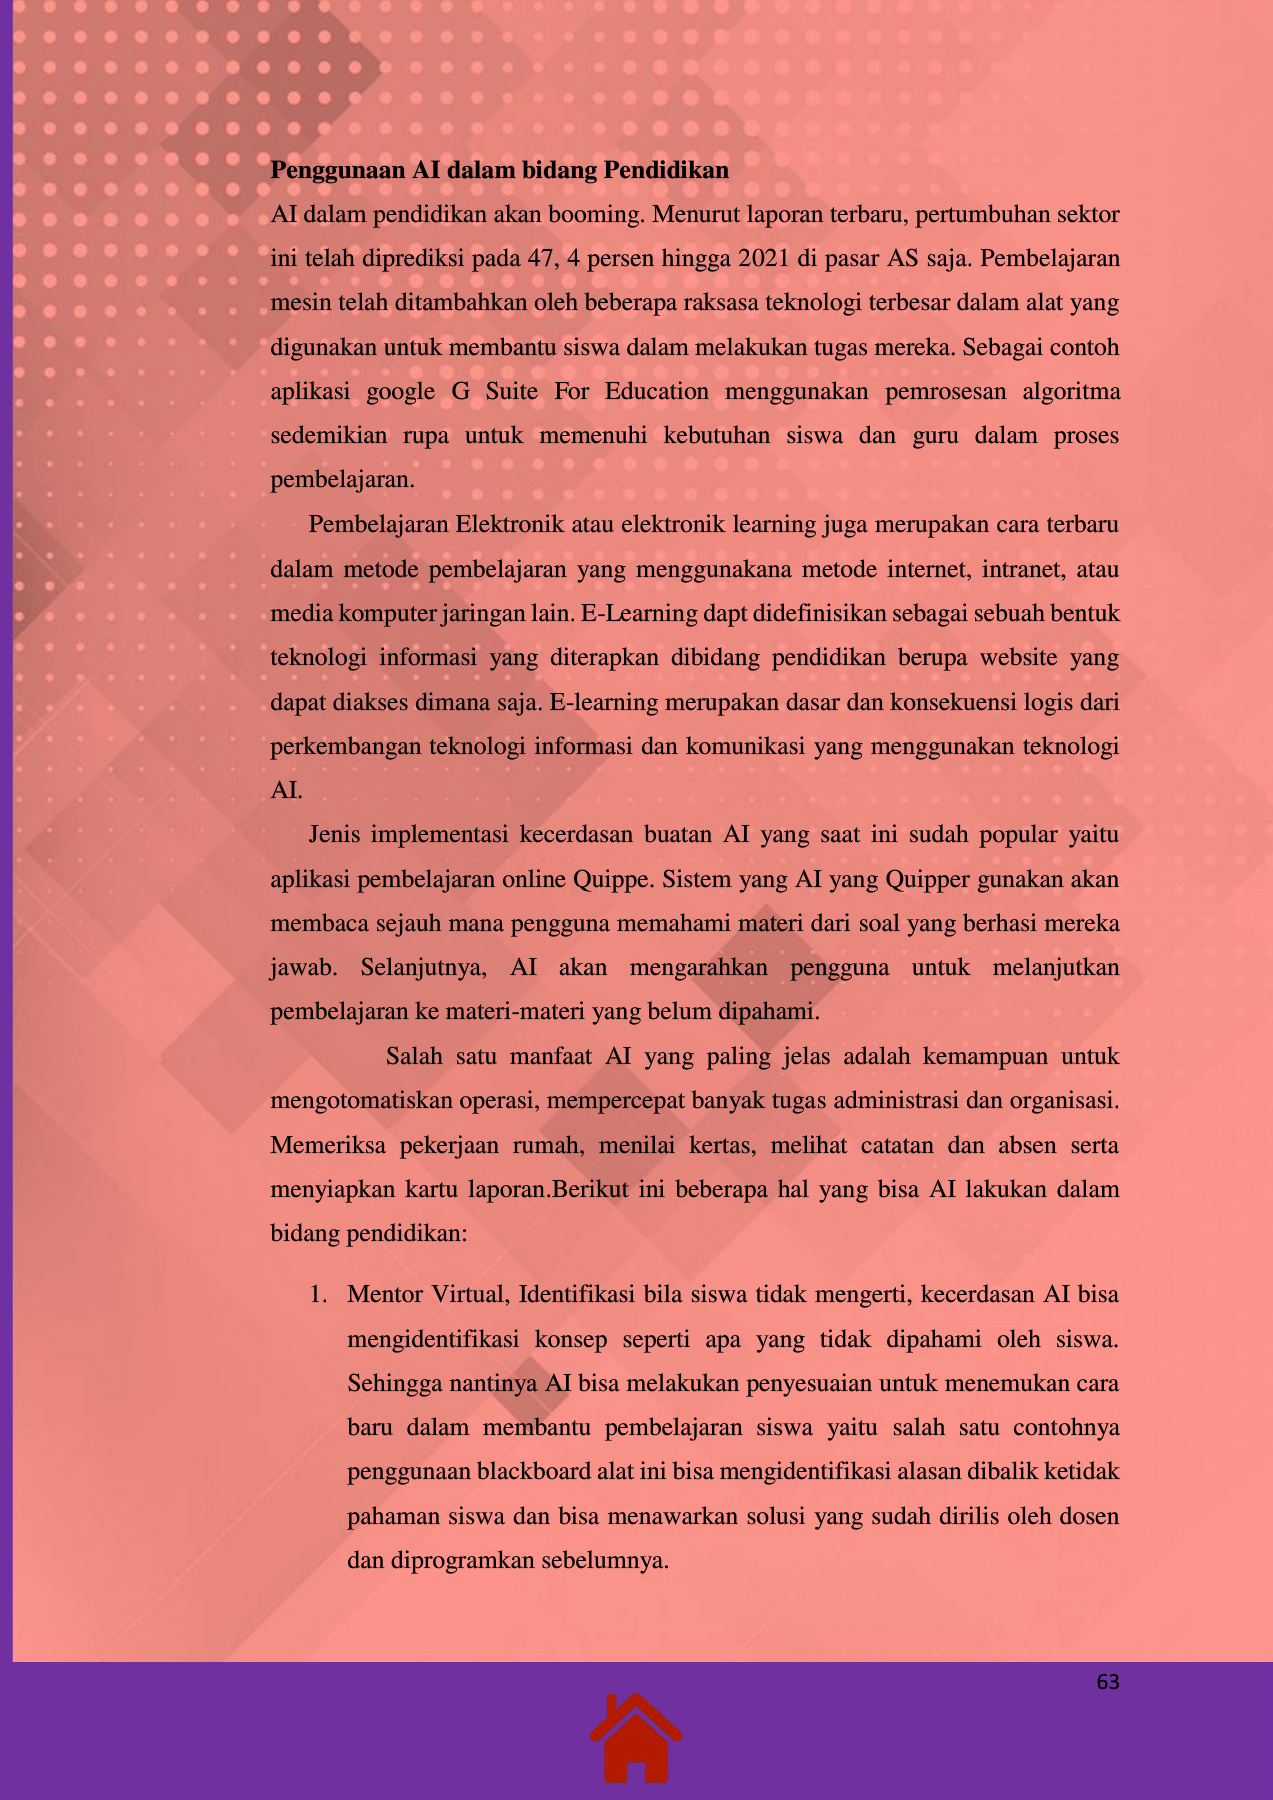 Penggunaan AI dalam bidang Pendidikan
AI dalam pendidikan akan booming. Menurut laporan terbaru, pertumbuhan sektor
ini telah diprediksi pada 47, 4 persen hingga 2021 di pasar AS saja. Pembelajaran
mesin telah ditambahkan oleh beberapa raksasa teknologi terbesar dalam alat yang
digunakan untuk membantu siswa dalam melakukan tugas mereka. Sebagai contoh
aplikasi google G Suite For Education menggunakan pemrosesan algoritma
sedemikian rupa untuk memenuhi kebutuhan siswa dan guru dalam proses
pembelajaran.
Pembelajaran Elektronik atau elektronik learning juga merupakan cara terbaru
dalam metode pembelajaran yang menggunakana metode internet, intranet, atau
media komputer jaringan lain. E-Learning dapt didefinisikan sebagai sebuah bentuk
teknologi informasi yang diterapkan dibidang pendidikan berupa website yang
dapat diakses dimana saja. E-learning merupakan dasar dan konsekuensi logis dari
perkembangan teknologi informasi dan komunikasi yang menggunakan teknologi
AI.
Jenis implementasi kecerdasan buatan AI yang saat ini sudah popular yaitu
aplikasi pembelajaran online Quippe. Sistem yang AI yang Quipper gunakan akan
membaca sejauh mana pengguna memahami materi dari soal yang berhasi mereka
jawab. Selanjutnya, AI akan mengarahkan pengguna untuk melanjutkan
pembelajaran ke materi-materi yang belum dipahami.
Salah satu manfaat AI yang paling jelas adalah kemampuan untuk
mengotomatiskan operasi, mempercepat banyak tugas administrasi dan organisasi.
Memeriksa pekerjaan rumah, menilai kertas, melihat catatan dan absen serta
menyiapkan kartu laporan.Berikut ini beberapa hal yang bisa AI lakukan dalam
bidang pendidikan:
1. Mentor Virtual, Identifikasi bila siswa tidak mengerti, kecerdasan AI bisa
mengidentifikasi konsep seperti apa yang tidak dipahami oleh siswa.
Sehingga nantinya AI bisa melakukan penyesuaian untuk menemukan cara
baru dalam membantu pembelajaran siswa yaitu salah satu contohnya
penggunaan blackboard alat ini bisa mengidentifikasi alasan dibalik ketidak
pahaman siswa dan bisa menawarkan solusi yang sudah dirilis oleh dosen
dan diprogramkan sebelumnya.
63